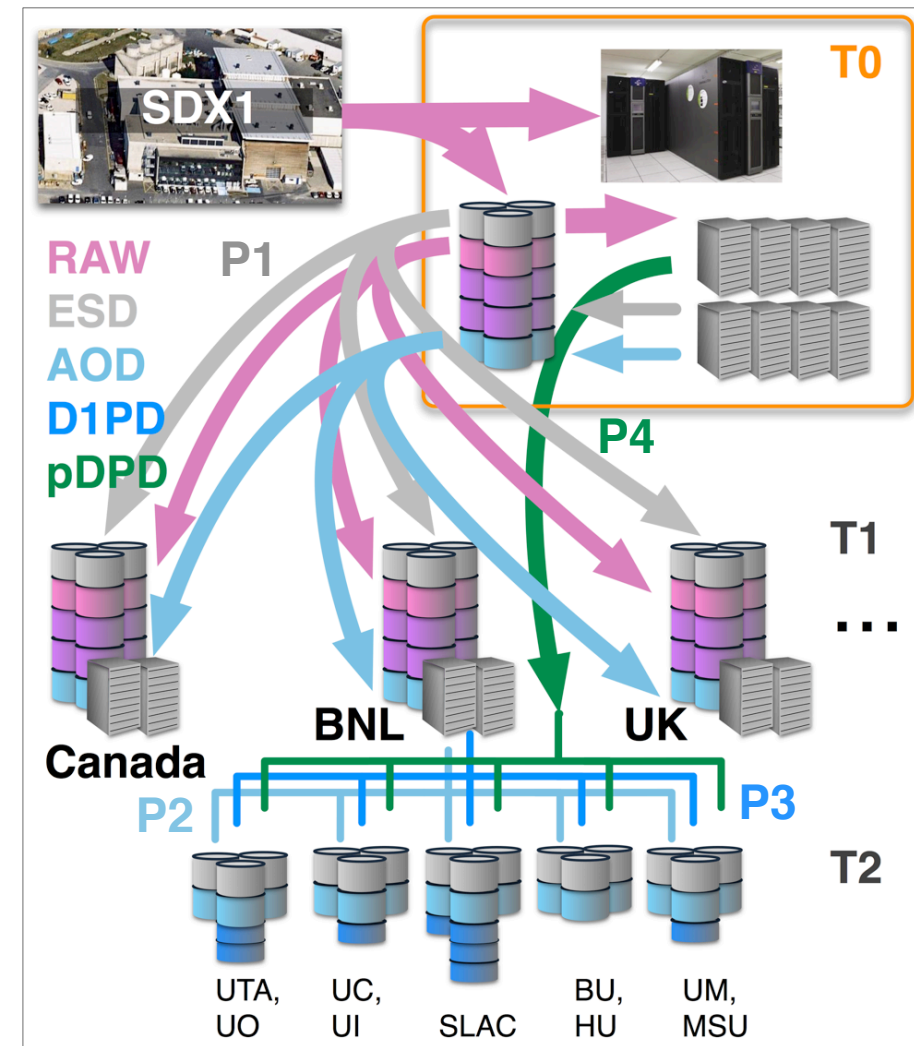 SDX1
T0
RAW
P1
ESD
AOD
D1PD
P4
pDPD
T1
...
BNL
UK
Canada
P2
P3
T2
UTA,
UO
UC,
UI
SLAC
BU,
HU
UM,
MSU